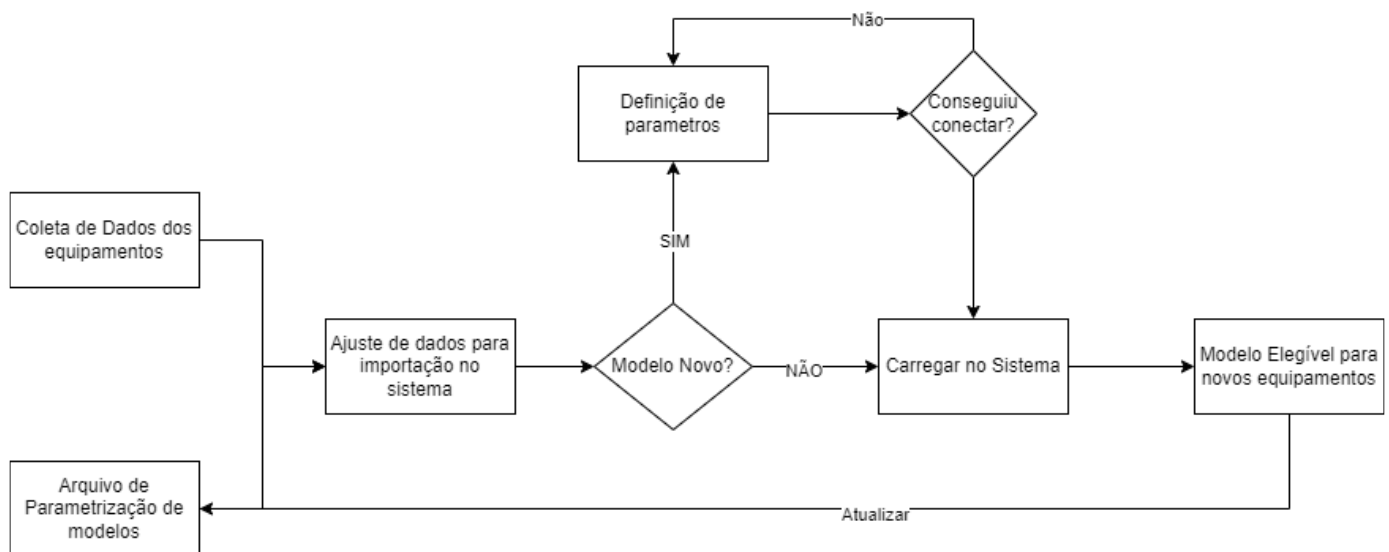 Não
Definição de
parametros
Conseguiu
conectar?
Coleta de Dados dos
equipamentos
SIM
Ajuste de dados para
importação no
sistema
Modelo Novo?
NÃO
Carregar no Sistema
Modelo Elegível para
novos equipamentos
Arquivo de
Parametrização de
modelos
Atualizar